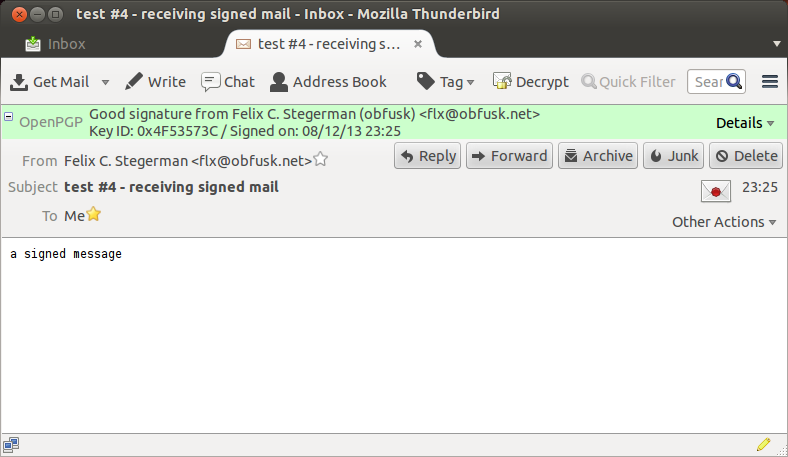 test #4 - receiving signed mail - Inbox - Mozilla Thunderbird
Inbox
test #4 - receiving s...
Get Mail Write Chat Address Book Tag Decrypt Quick Filter Sear
OpenPGP
Good signature from Felix C. Stegerman (obfusk) <flx@obfusk.net>
Key ID: 0x4F53573C / Signed on: 08/12/13 23:25
Details
From Felix C. Stegerman <flx@obfusk.net>
Reply Forward Archive Junk Delete
Subject test #4 - receiving signed mail
23:25
To Me
Other Actions
a signed message